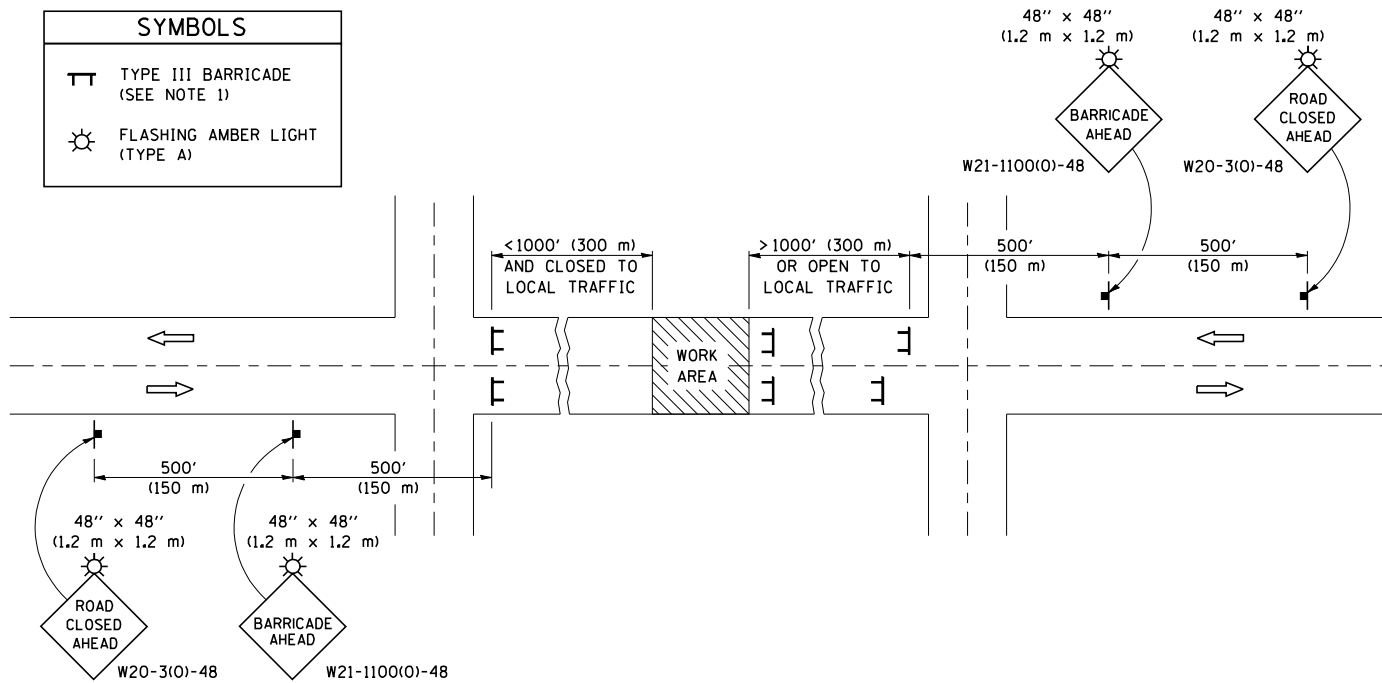 SYMBOLS
TYPE III BARRICADE
(SEE NOTE 1)
FLASHING AMBER LIGHT
(TYPE A)
48" x 48"
(1.2 m x 1.2 m)
48" x 48"
(1.2 m x 1.2 m)
BARRICADE
AHEAD
ROAD
CLOSED
AHEAD
W21-1100(O)-48
W20-3(O)-48
<1000' (300 m)
AND CLOSED TO
LOCAL TRAFFIC
>1000' (300 m)
OR OPEN TO
LOCAL TRAFFIC
500'
(150 m)
500'
(150 m)
WORK
AREA
500'
(150 m)
500'
(150 m)
48" x 48"
(1.2 m x 1.2 m)
48" x 48"
(1.2 m x 1.2 m)
ROAD
CLOSED
AHEAD
BARRICADE
AHEAD
W20-3(O)-48
W21-1100(O)-48